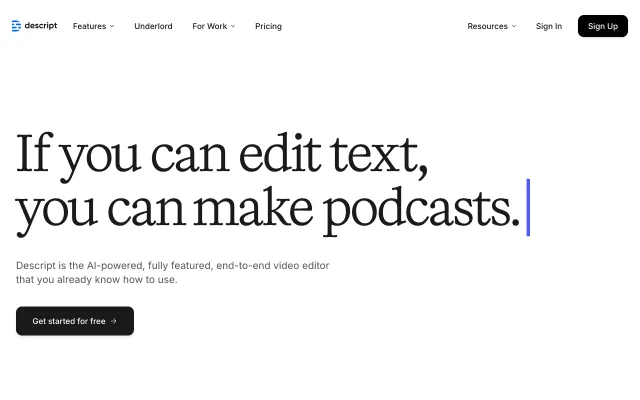 descript
Features
Underlord
For Work
Pricing
Resources
Sign In
Sign Up
If you can edit text,
you can make podcasts.
Descript is the AI-powered, fully featured, end-to-end video editor
that you already know how to use.
Get started for free →